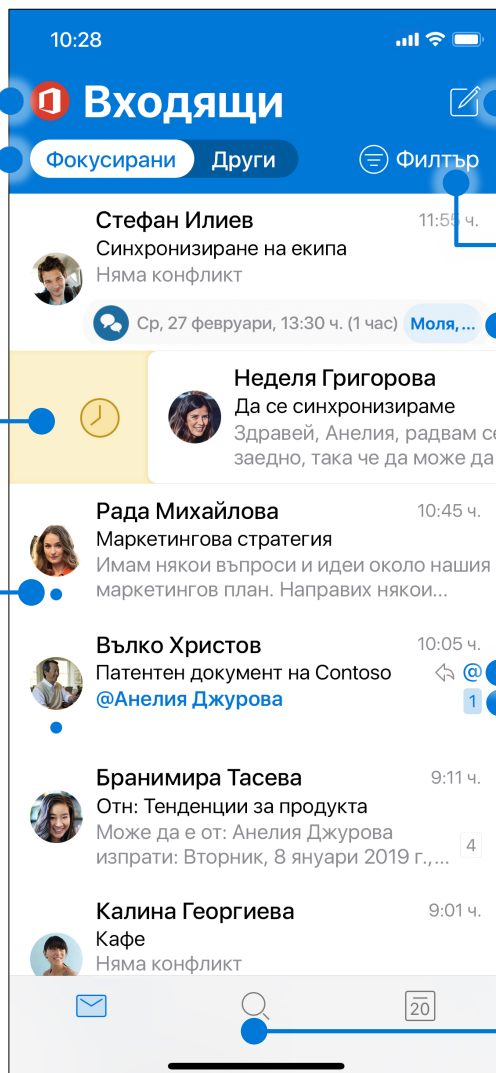 10:28
Входящи
Фокусирани
Други
Филтър
Стефан Илиев
11:55 ч.
Синхронизиране на екипа
Няма конфликт
Ср, 27 февруари, 13:30 ч. (1 час)
Моля,...
Неделя Григорова
Да се синхронизираме
Здравей, Анелия, радвам се
заедно, така че да може да
Рада Михайлова
10:45 ч.
Маркетингова стратегия
Имам някои въпроси и идеи около нашия
маркетингов план. Направих някои...
Вълко Христов
10:05 ч.
Патентен документ на Contoso
@
@Анелия Джурова
1
Бранимира Тасева
9:11 ч.
Отн: Тенденции за продукта
Може да е от: Анелия Джурова
изпрати: Вторник, 8 януари 2019 г.,...
4
Калина Георгиева
9:01 ч.
Кафе
Няма конфликт
20